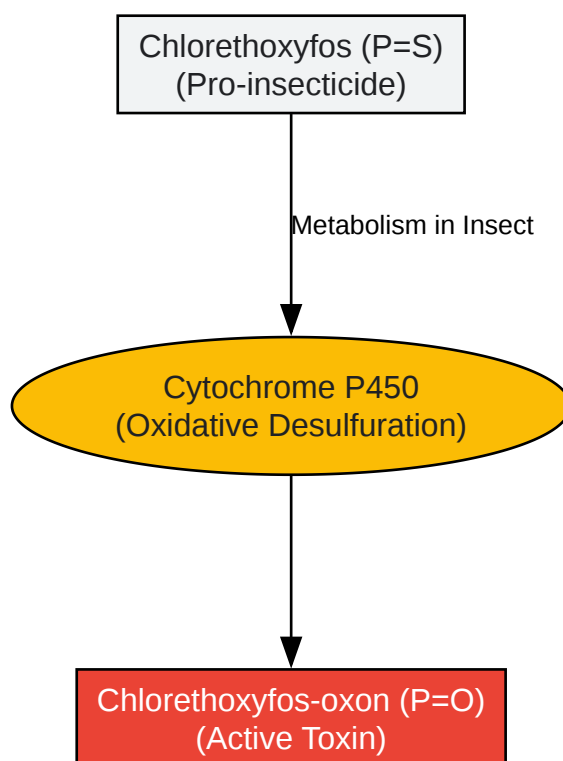 Chlorethoxyfos (P=S)
(Pro-insecticide)
Metabolism in Insect
Cytochrome P450
(Oxidative Desulfuration)
Chlorethoxyfos-oxon (P=O)
(Active Toxin)